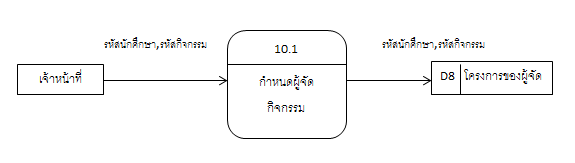 รหัสนักศึกษา,รหัสกิจกรรม
รหัสนักศึกษา,รหัสกิจกรรม
เจ้าหน้าที่
10.1
กำหนดผู้จัด
กิจกรรม
D8 โครงการของผู้จัด